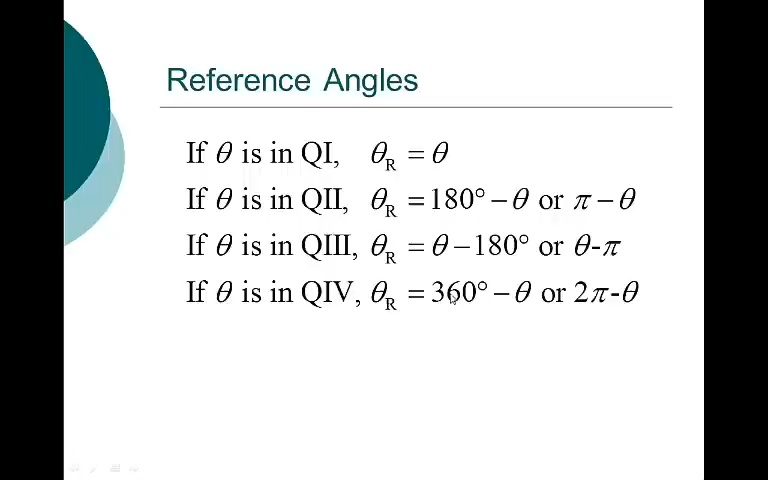 Reference Angles
If θ is in QI, θR = θ
If θ is in QII, θR = 180° − θ or π − θ
If θ is in QIII, θR = θ − 180° or θ-π
If θ is in QIV, θR = 360° − θ or 2π-θ